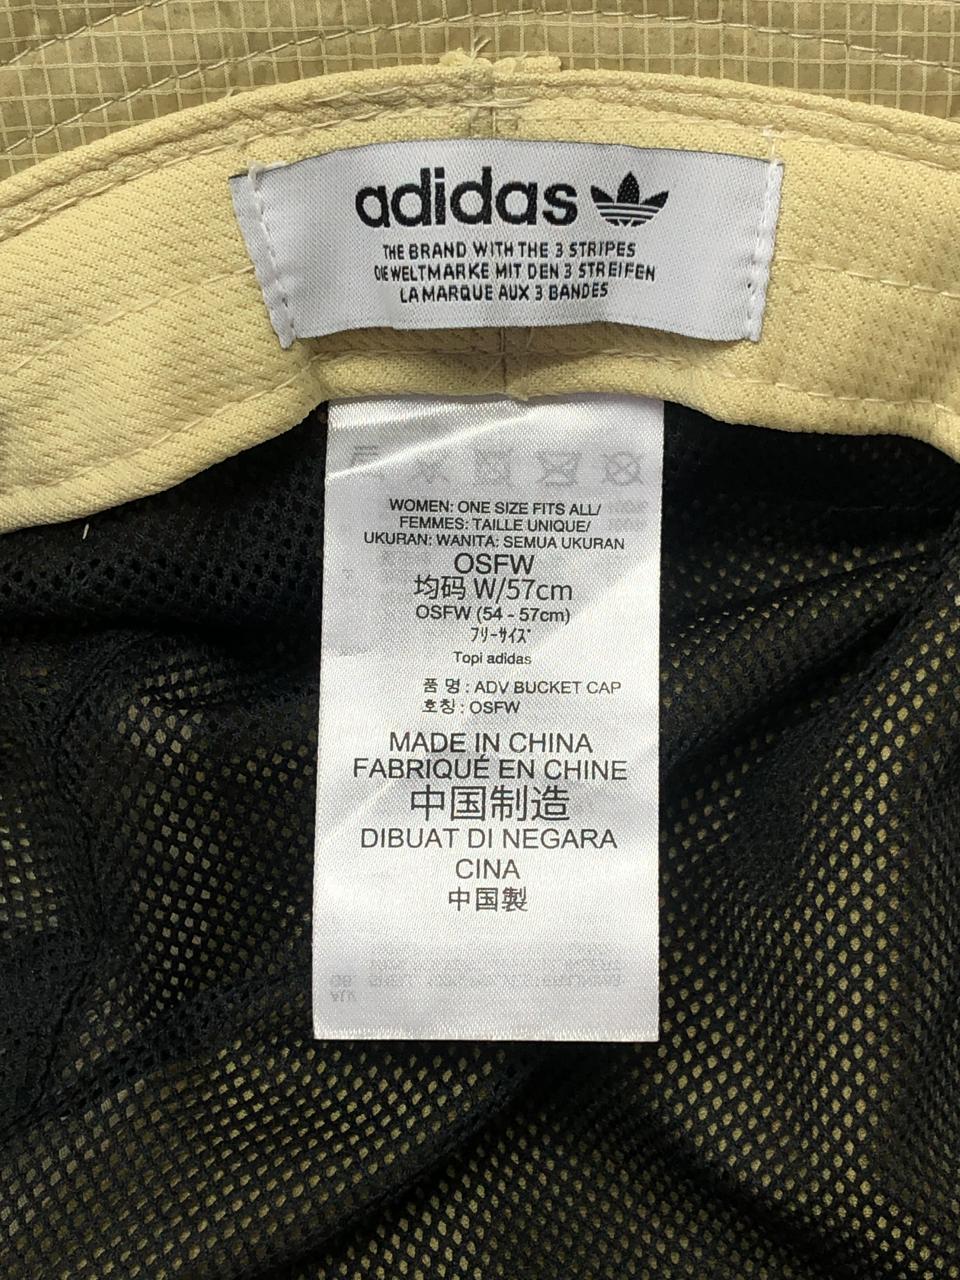 adidas
THE BRAND WITH THE 3 STRIPES
DIE WELTMARKE MIT DEN 3 STREIFEN
LA MARQUE AUX 3 BANDES
WOMEN: ONE SIZE FITS ALL/
FEMMES: TAILLE UNIQUE/
UKURAN: WANITA: SEMUA UKURAN
OSFW
均码 W/57cm
OSFW (54 - 57cm)
ﾌﾘｰｻｲｽﾞ
Topi adidas
품 명 : ADV BUCKET CAP
호칭 : OSFW
MADE IN CHINA
FABRIQUÉ EN CHINE
中国制造
DIBUAT DI NEGARA
CINA
中国製